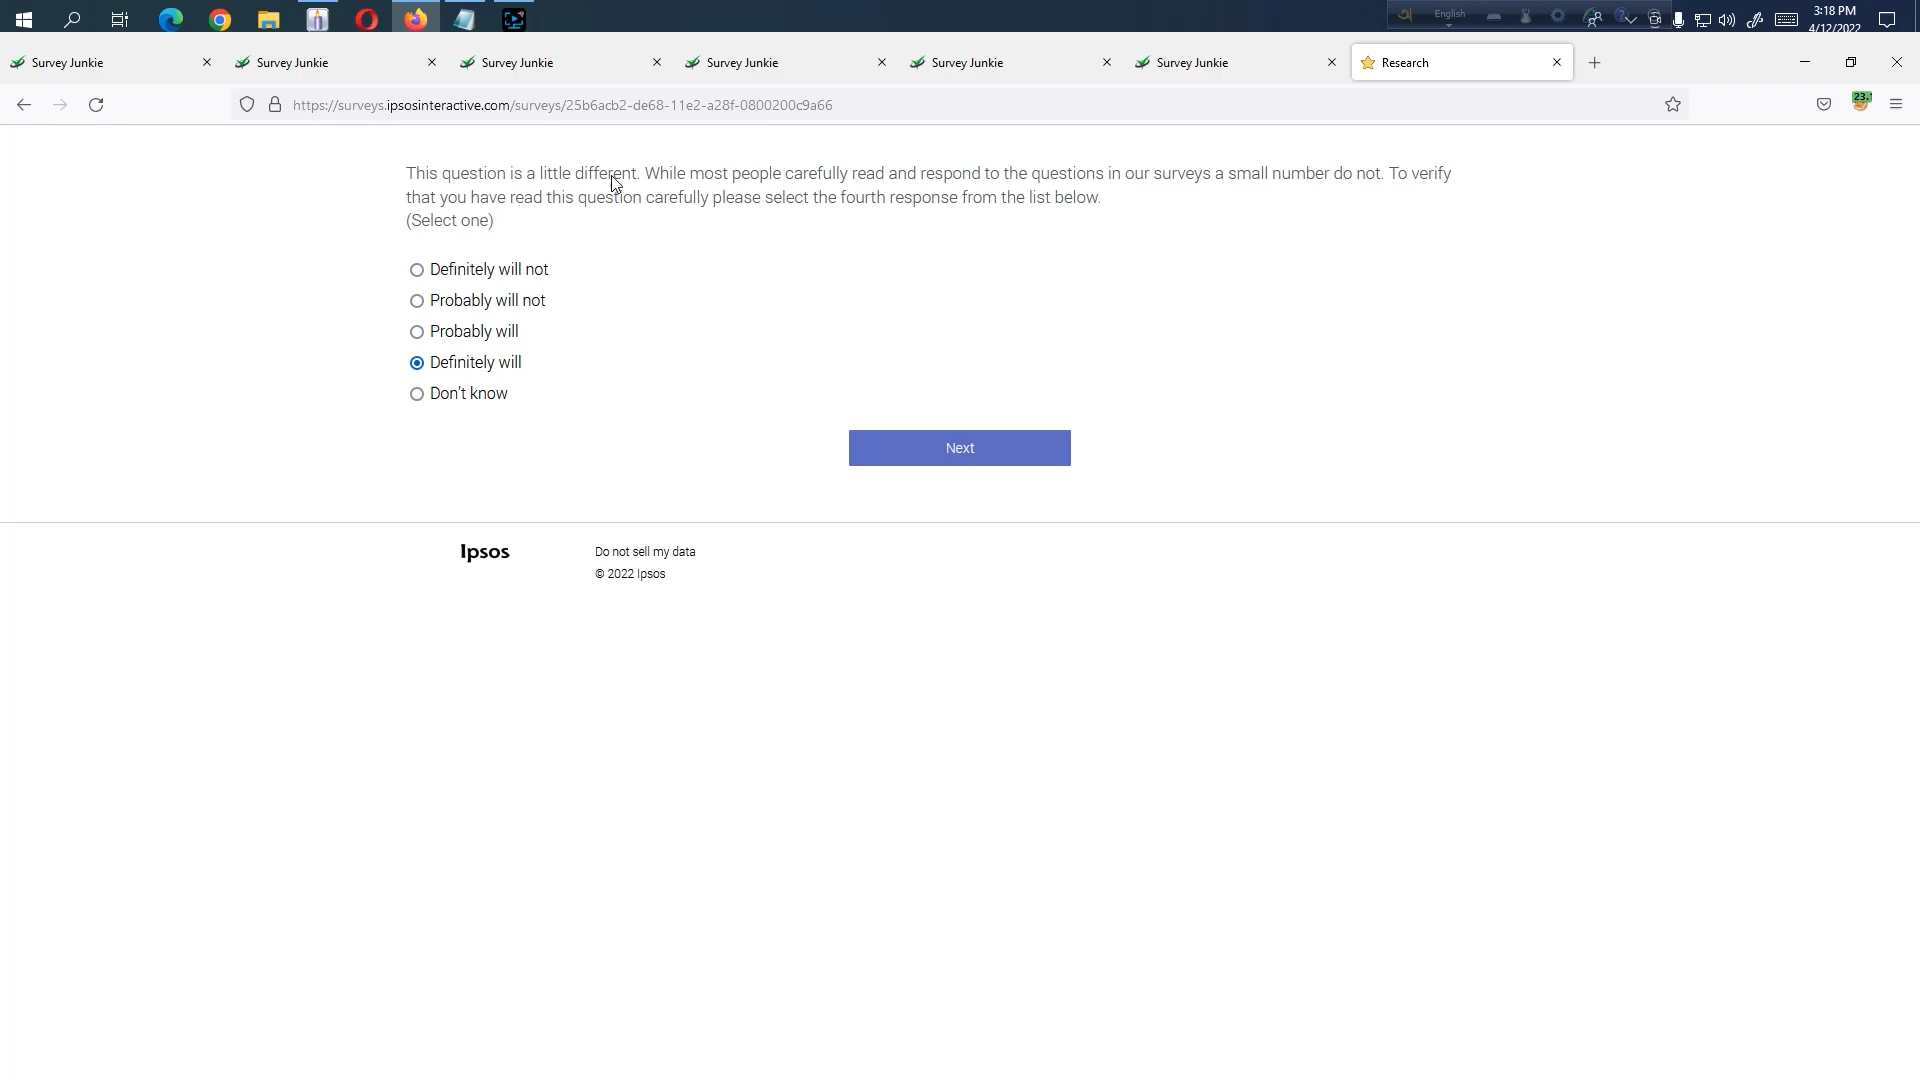 English
3:18 PM
4/12/2022
Survey Junkie
Survey Junkie
Survey Junkie
Survey Junkie
Survey Junkie
Survey Junkie
Research
https://surveys.ipsosinteractive.com/surveys/25b6acb2-de68-11e2-a28f-0800200c9a66
This question is a little different. While most people carefully read and respond to the questions in our surveys a small number do not. To verify
that you have read this question carefully please select the fourth response from the list below.
(Select one)
Definitely will not
Probably will not
Probably will
Definitely will
Don't know
Next
Ipsos
Do not sell my data
© 2022 Ipsos